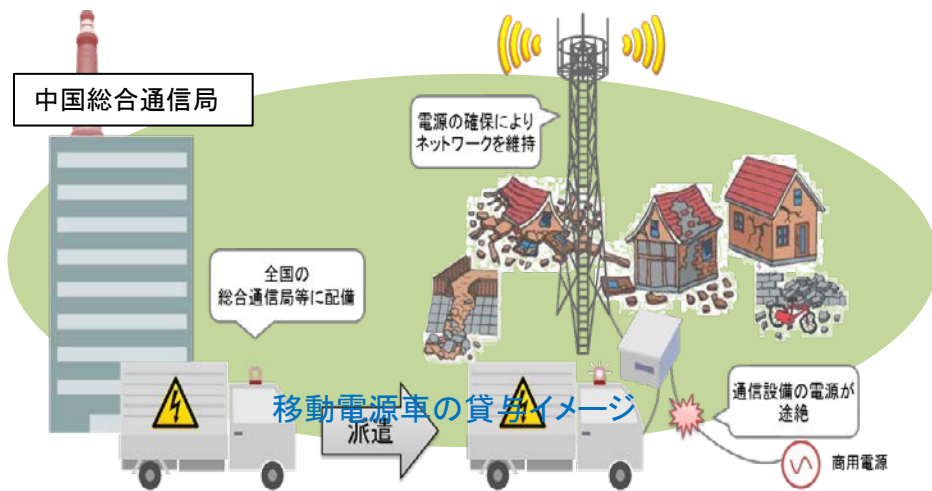 中国総合通信局
電源の確保により
ネットワークを維持
全国の
総合通信局等に配備
移動電源車の貸与イメージ
派遣
通信設備の電源が
途絶
商用電源